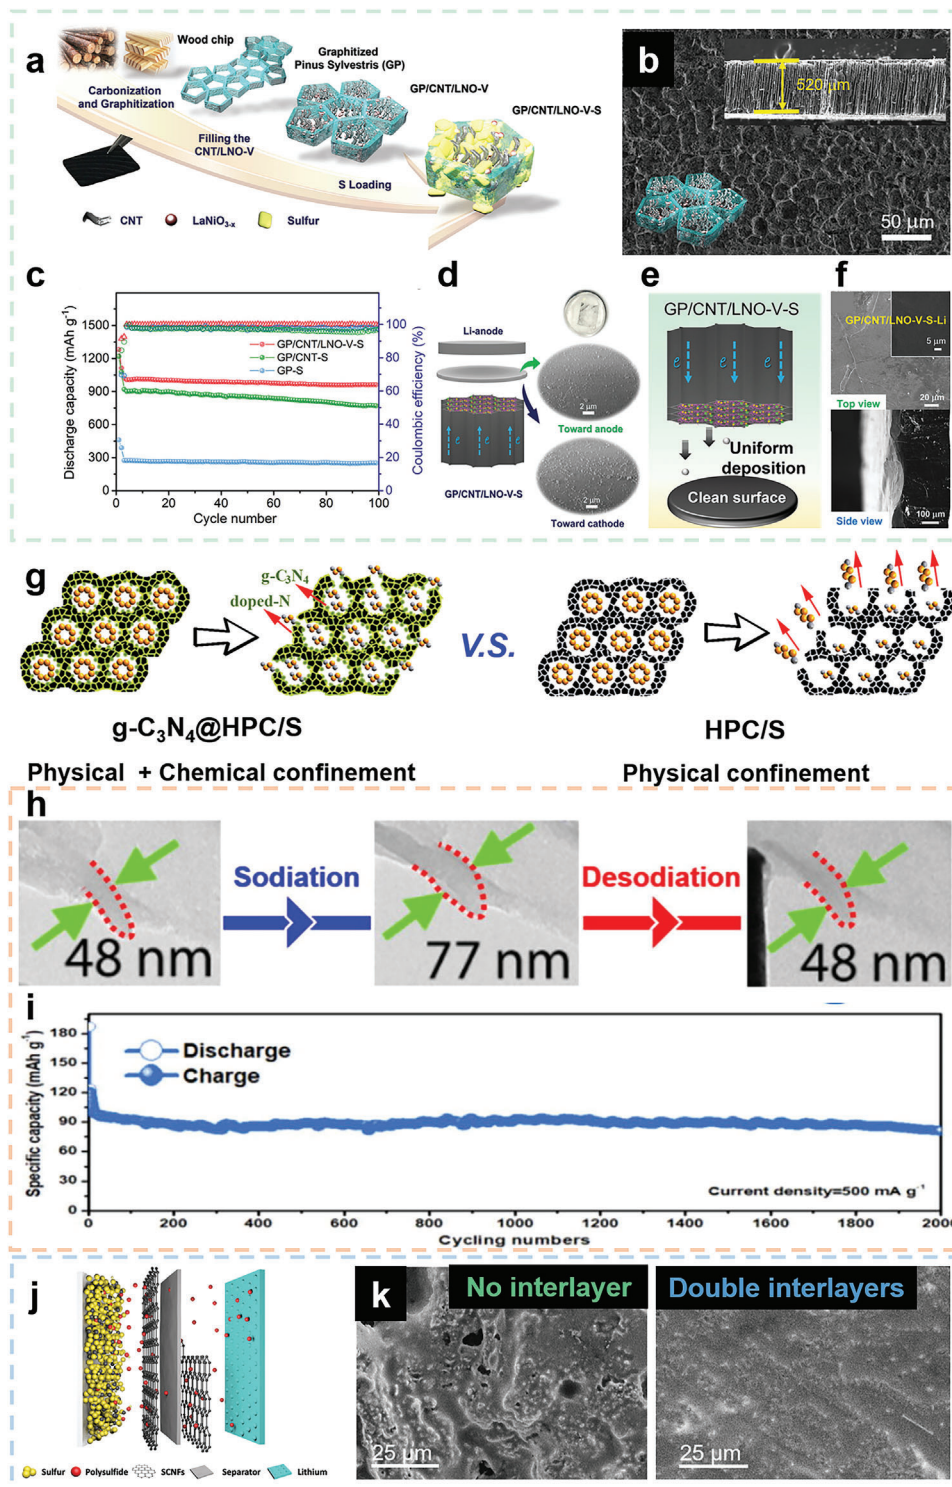 a
Wood chip
Graphitized
Pinus Sylvestris (GP)
GP/CNT/LNO-V
GP/CNT/LNO-V-S
Carbonization
and Graphitization
Filling the
CNT/LNO-V
S Loading
CNT
LaNiO₃₋ₓ
Sulfur
b
520 μm
50 μm
c
Discharge capacity (mAh g⁻¹)
1500
1200
900
600
300
0
GP/CNT/LNO-V-S
GP/CNT-S
GP-S
100
90
80
70
60
50
40
30
20
10
0
Coulombic efficiency (%)
0 20 40 60 80 100
Cycle number
d
Li-anode
e e e
GP/CNT/LNO-V-S
2 μm
Toward anode
2 μm
Toward cathode
e
GP/CNT/LNO-V-S
e e e
Uniform
deposition
Clean surface
f
GP/CNT/LNO-V-S-Li
5 μm
20 μm
Top view
100 μm
Side view
g
g-C₃N₄
doped-N
V.S.
g-C₃N₄@HPC/S
HPC/S
Physical + Chemical confinement
Physical confinement
h
Sodiation
Desodiation
48 nm
77 nm
48 nm
i
Specific capacity (mAh g⁻¹)
180
150
120
90
60
30
0
Discharge
Charge
Current density=500 mA g⁻¹
0 200 400 600 800 1000 1200 1400 1600 1800 2000
Cycling numbers
j
Sulfur Polysulfide SCNFs Separator Lithium
k
No interlayer
Double interlayers
25 μm
25 μm